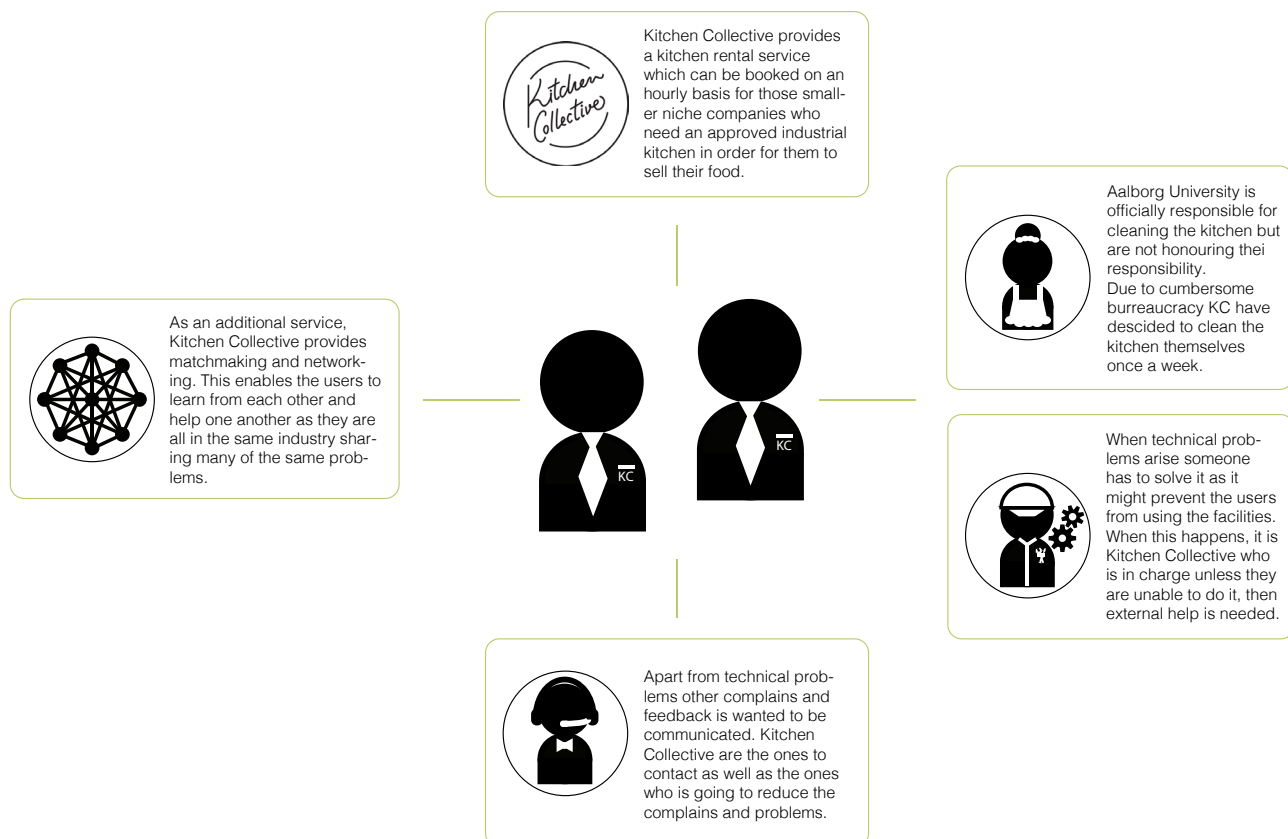 Kitchen
Collective
Kitchen Collective provides
a kitchen rental service
which can be booked on an
hourly basis for those small-
er niche companies who
need an approved industrial
kitchen in order for them to
sell their food.
Aalborg University is
officially responsible for
cleaning the kitchen but
are not honouring thei
responsibility.
Due to cumbersome
burreaucracy KC have
descided to clean the
kitchen themselves
once a week.
As an additional service,
Kitchen Collective provides
matchmaking and network-
ing. This enables the users to
learn from each other and
help one another as they are
all in the same industry shar-
ing many of the same prob-
lems.
KC
KC
When technical prob-
lems arise someone
has to solve it as it
might prevent the users
from using the facilities.
When this happens, it is
Kitchen Collective who
is in charge unless they
are unable to do it, then
external help is needed.
Apart from technical prob-
lems other complains and
feedback is wanted to be
communicated. Kitchen
Collective are the ones to
contact as well as the ones
who is going to reduce the
complains and problems.